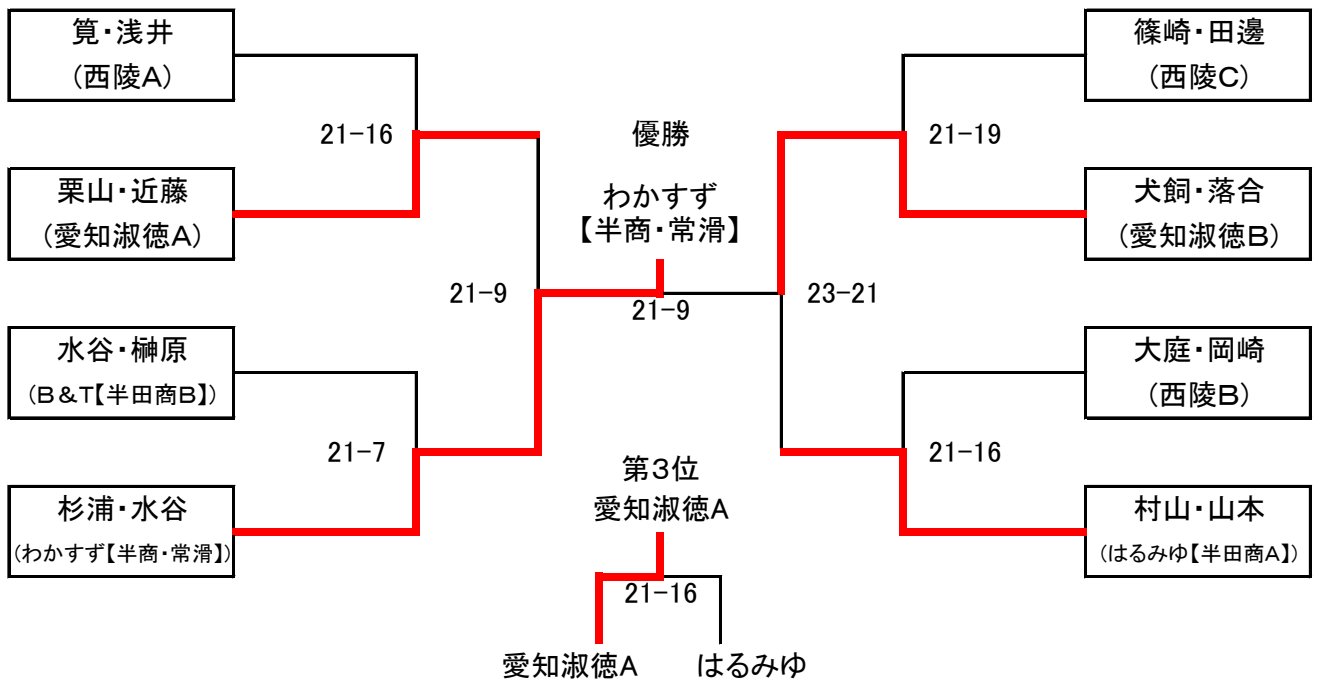 筧・浅井
(西陵A)
21-16
栗山・近藤
(愛知淑徳A)
21-9
水谷・榊原
(B&T【半田商B】)
21-7
杉浦・水谷
(わかすず【半商・常滑】)
優勝
わかすず
【半商・常滑】
21-9
第3位
愛知淑徳A
21-16
愛知淑徳A
はるみゆ
篠崎・田邊
(西陵C)
21-19
犬飼・落合
(愛知淑徳B)
23-21
大庭・岡崎
(西陵B)
21-16
村山・山本
(はるみゆ【半田商A】)